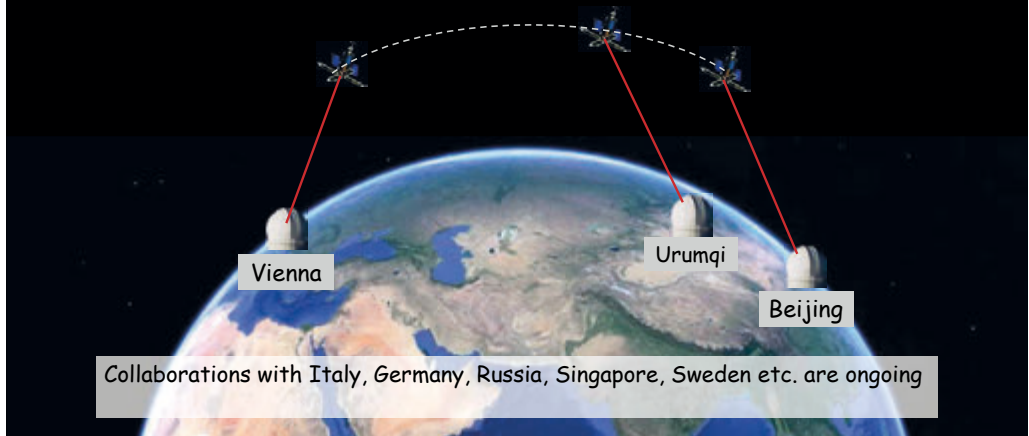 Vienna
Urumqi
Beijing
Collaborations with Italy, Germany, Russia, Singapore, Sweden etc. are ongoing